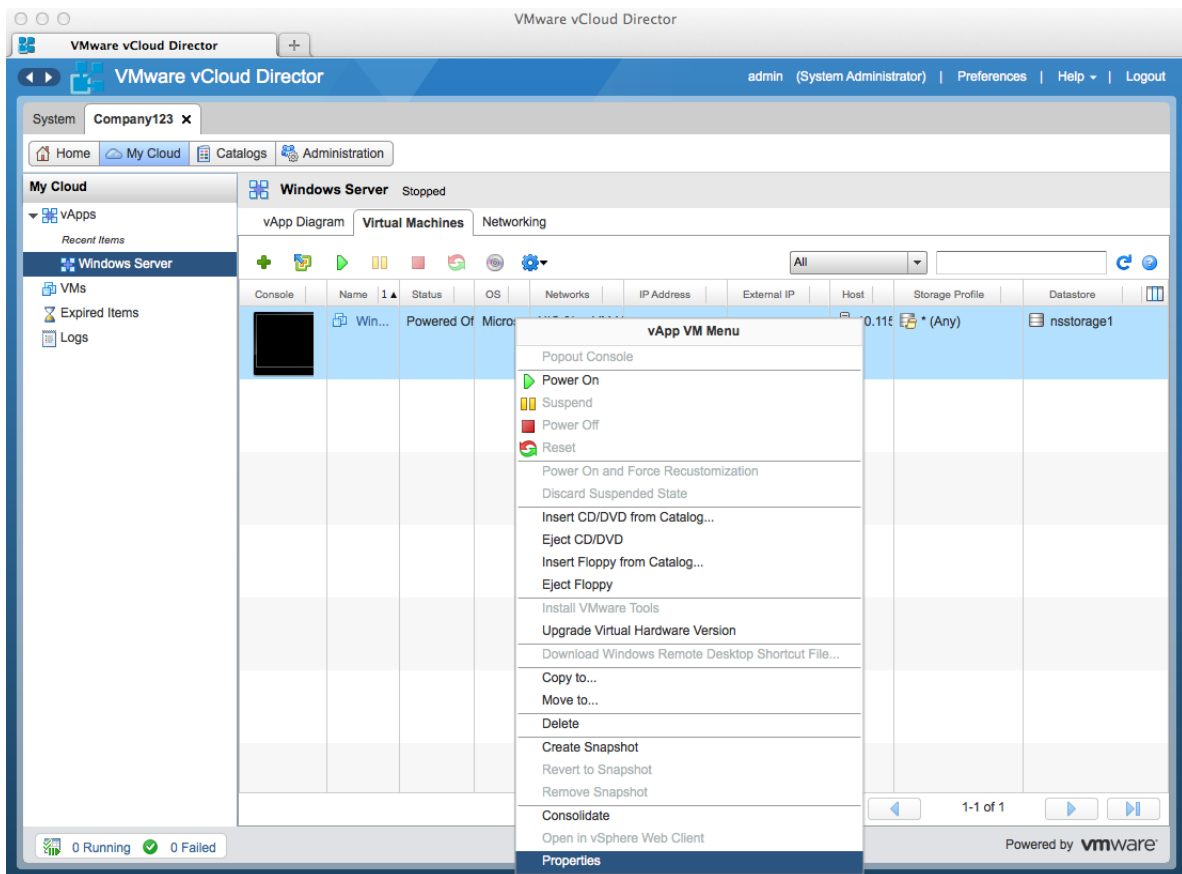 VMware vCloud Director
VMware vCloud Director
VMware vCloud Director
admin (System Administrator) | Preferences | Help | Logout
System Company123
Home My Cloud Catalogs Administration
My Cloud
Windows Server Stopped
vApps
vApp Diagram Virtual Machines Networking
Recent Items
Windows Server
All
VMs
Expired Items
Logs
Console Name 1 Status OS Networks IP Address External IP Host Storage Profile Datastore
Win... Powered Of Micro * (Any) nsstorage1
vApp VM Menu
Popout Console
Power On
Suspend
Power Off
Reset
Power On and Force Recustomization
Discard Suspended State
Insert CD/DVD from Catalog...
Eject CD/DVD
Insert Floppy from Catalog...
Eject Floppy
Install VMware Tools
Upgrade Virtual Hardware Version
Download Windows Remote Desktop Shortcut File...
Copy to...
Move to...
Delete
Create Snapshot
Revert to Snapshot
Remove Snapshot
Consolidate
Open in vSphere Web Client
Properties
1-1 of 1
0 Running 0 Failed
Powered by vmware